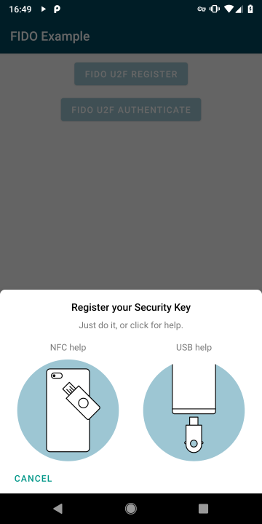 16:49
FIDO Example
FIDO U2F REGISTER
FIDO U2F AUTHENTICATE
Register your Security Key
Just do it, or click for help.
NFC help
USB help
CANCEL